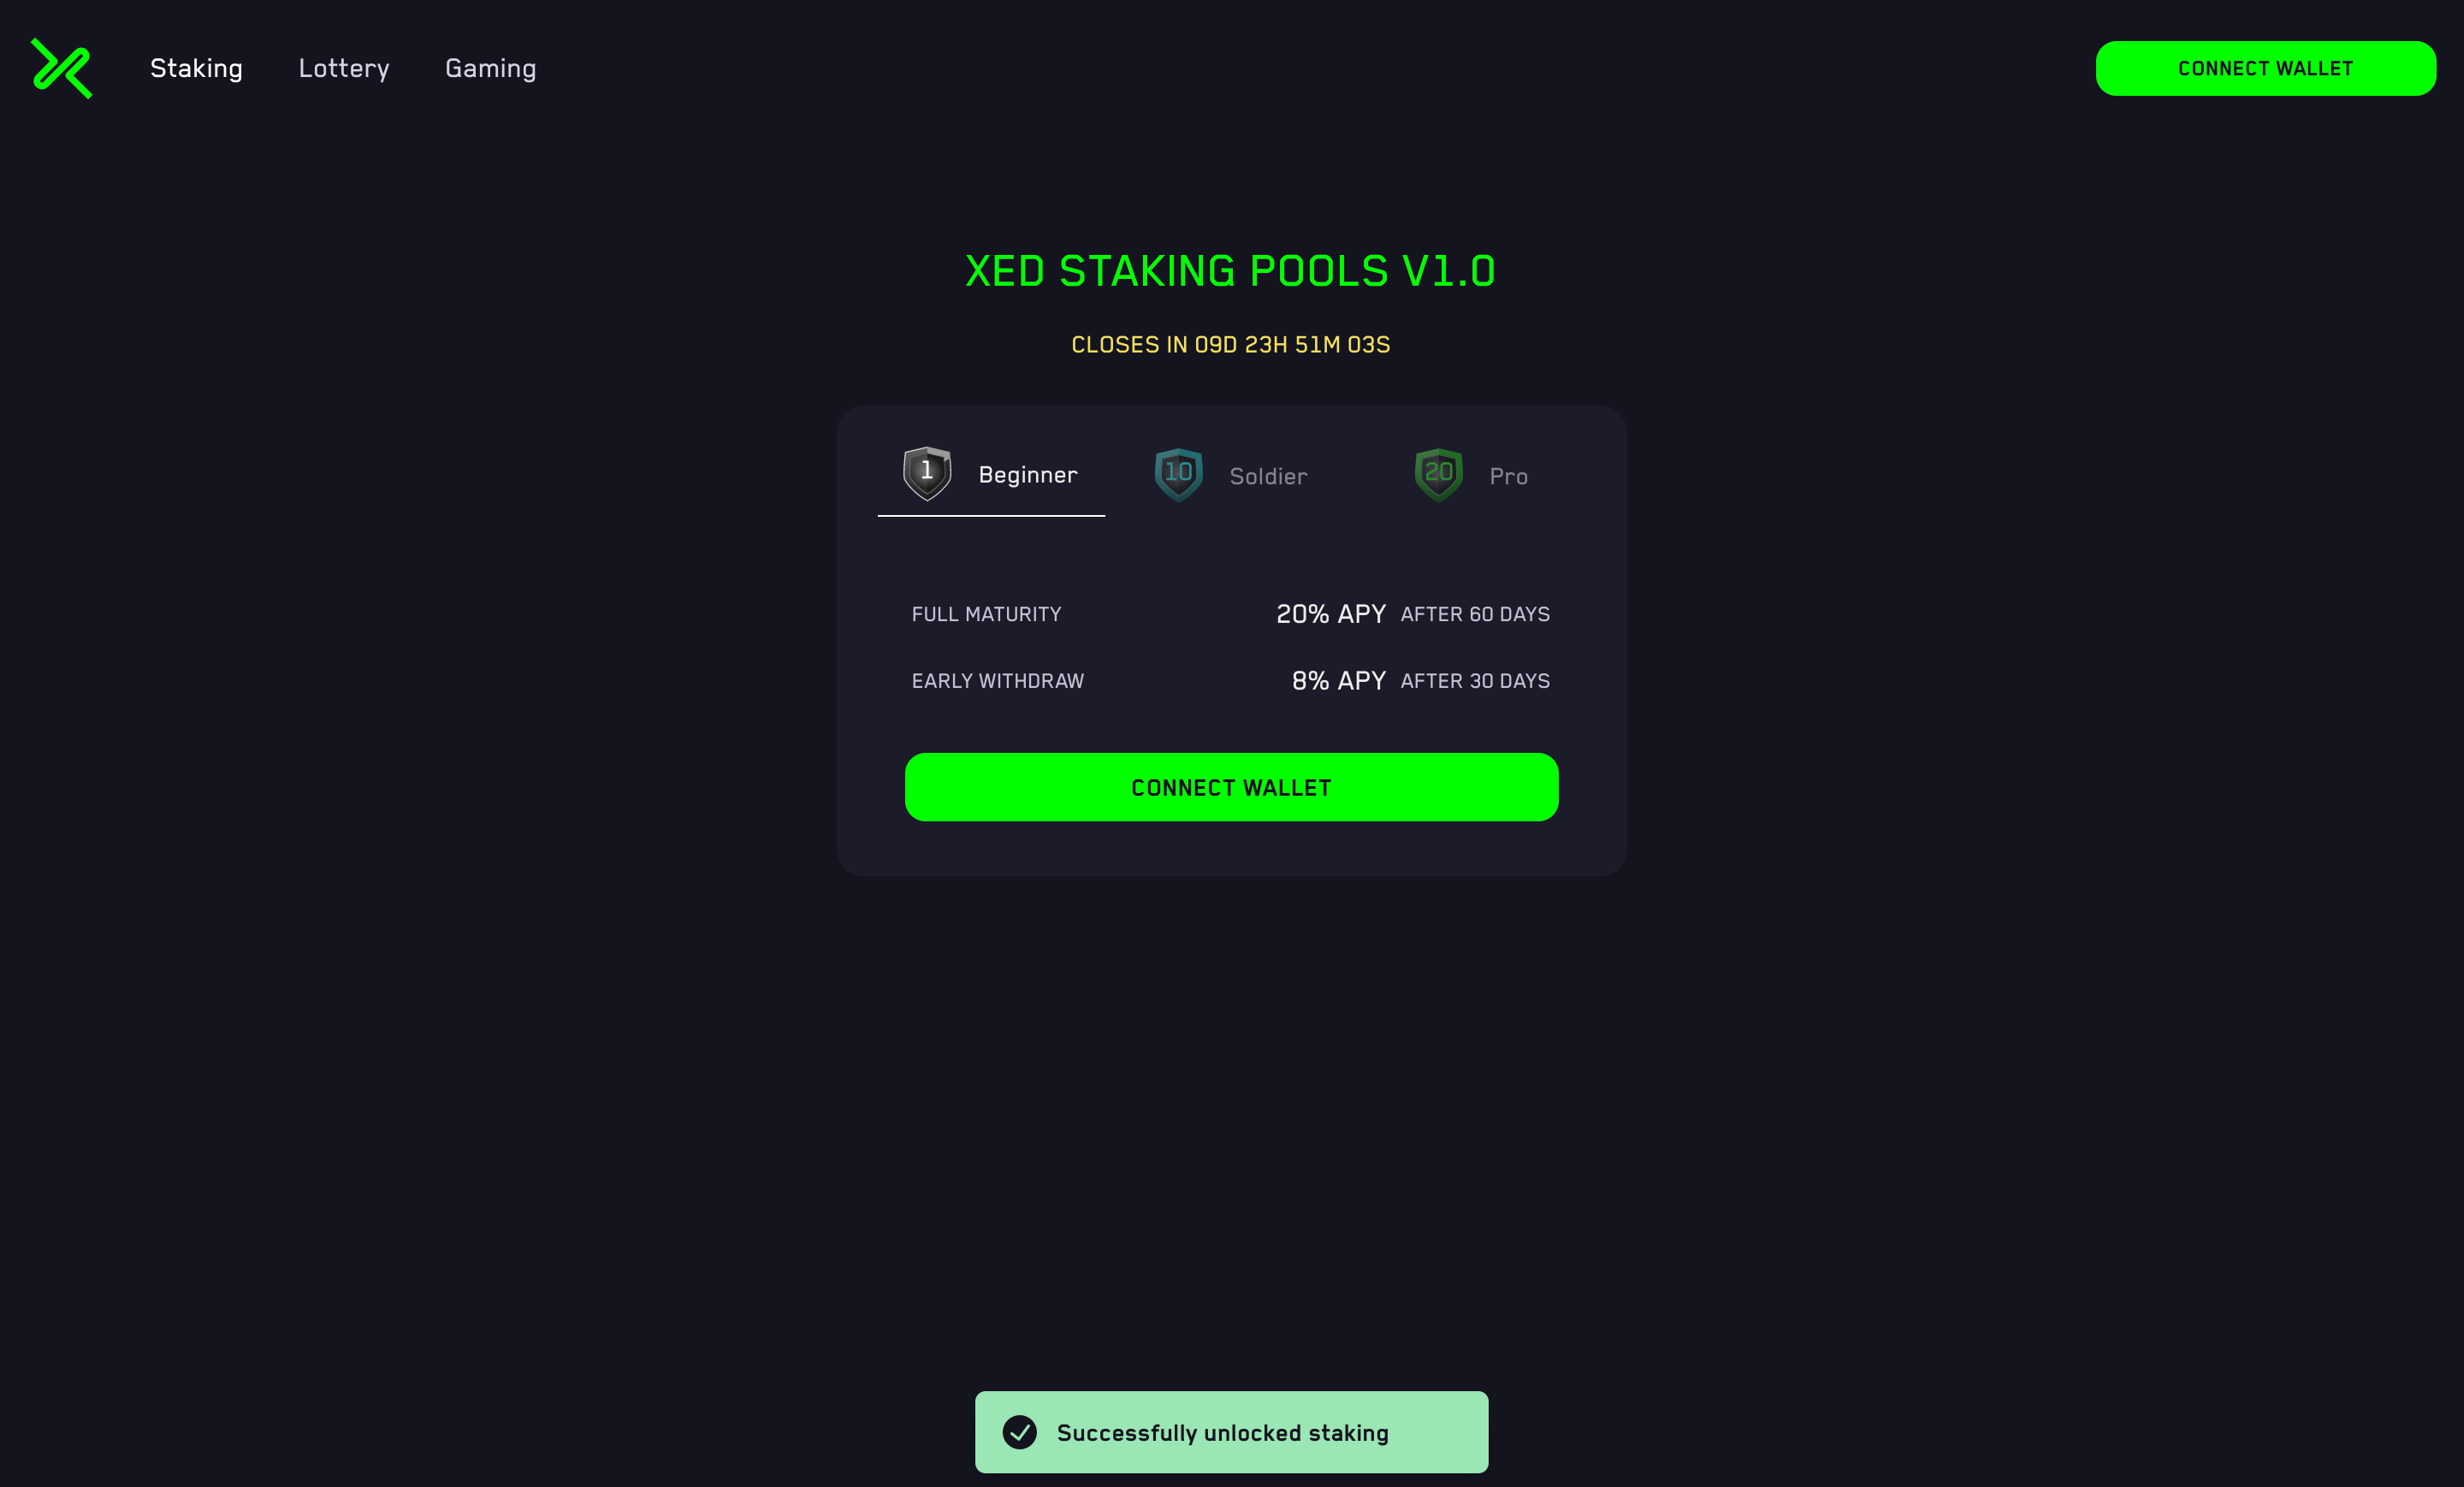 Staking Lottery Gaming CONNECT WALLET
XED STAKING POOLS V1.0
CLOSES IN 09D 23H 51M 03S
1 Beginner 10 Soldier 20 Pro
FULL MATURITY 20% APY AFTER 60 DAYS
EARLY WITHDRAW 8% APY AFTER 30 DAYS
CONNECT WALLET
Successfully unlocked staking